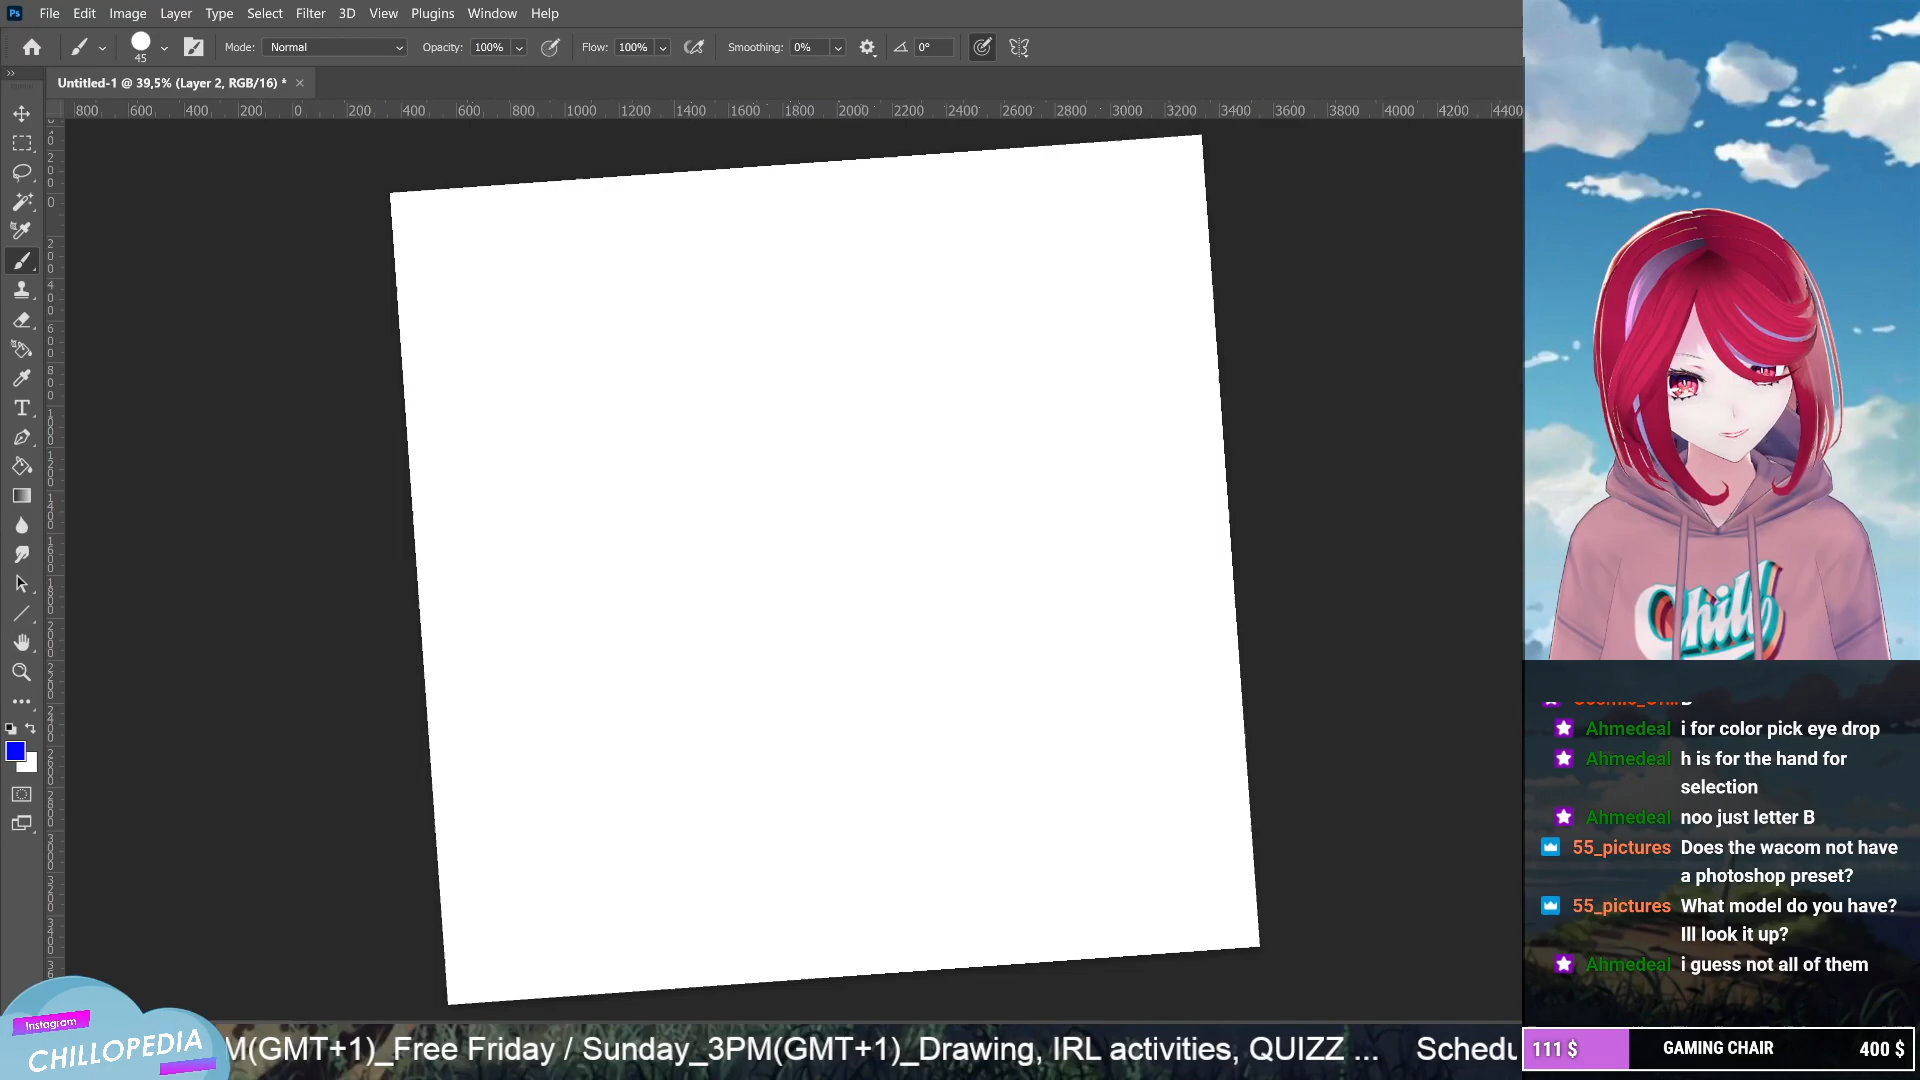 File Edit Image Layer Type Select Filter 3D View Plugins Window Help
45 Mode: Normal Opacity: 100% Flow: 100% Smoothing: 0% 0°
Untitled-1 @ 39,5% (Layer 2, RGB/16) *
800 600 400 200 0 200 400 600 800 1000 1200 1400 1600 1800 2000 2200 2400 2600 2800 3000 3200 3400 3600 3800 4000 4200 4400
Chill
B
Ahmedeal i for color pick eye drop
Ahmedeal h is for the hand for
selection
Ahmedeal noo just letter B
55_pictures Does the wacom not have
a photoshop preset?
55_pictures What model do you have?
Ill look it up?
Ahmedeal i guess not all of them
Instagram
CHILLOPEDIA
M(GMT+1)_Free Friday / Sunday_3PM(GMT+1)_Drawing, IRL activities, QUIZZ ... Schedu
111 $ GAMING CHAIR 400 $